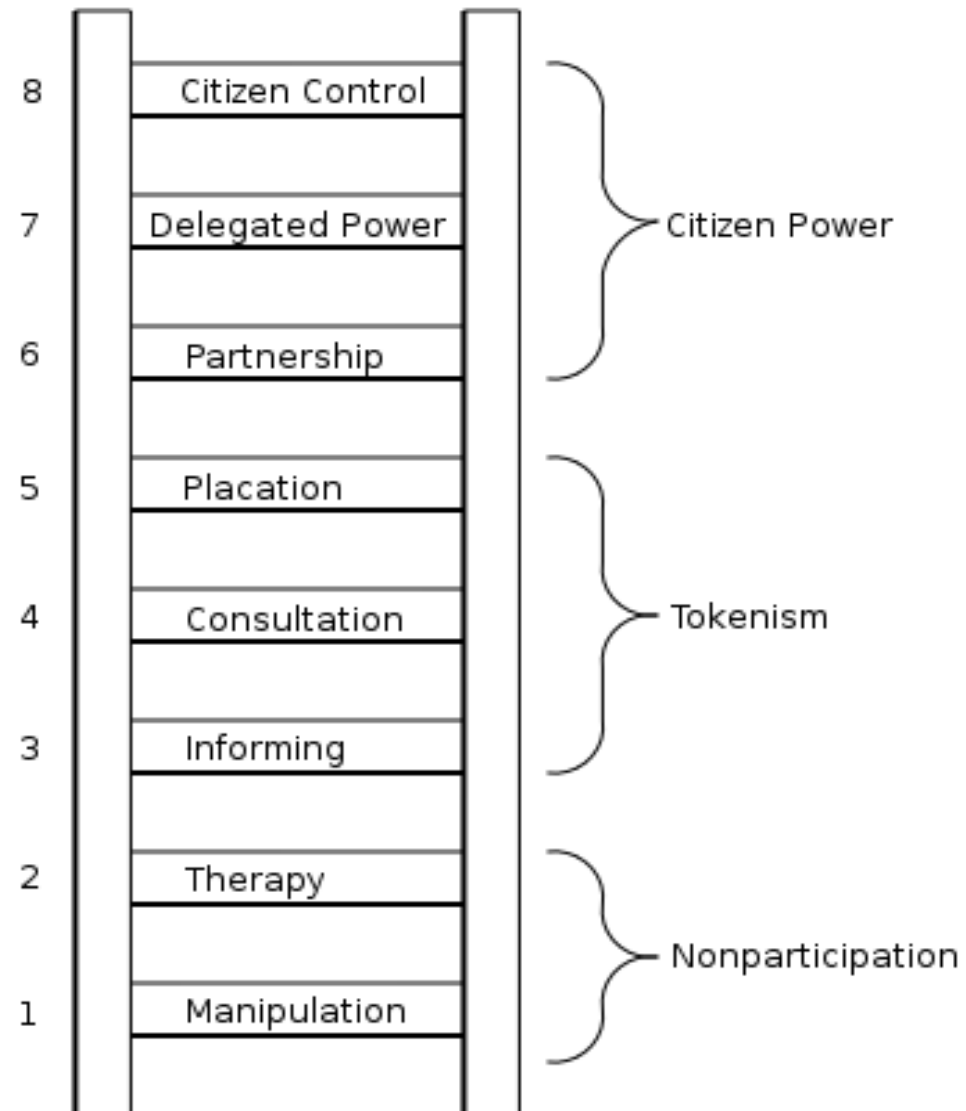 8 Citizen Control
7 Delegated Power Citizen Power
6 Partnership
5 Placation
4 Consultation Tokenism
3 Informing
2 Therapy
Nonparticipation
1 Manipulation